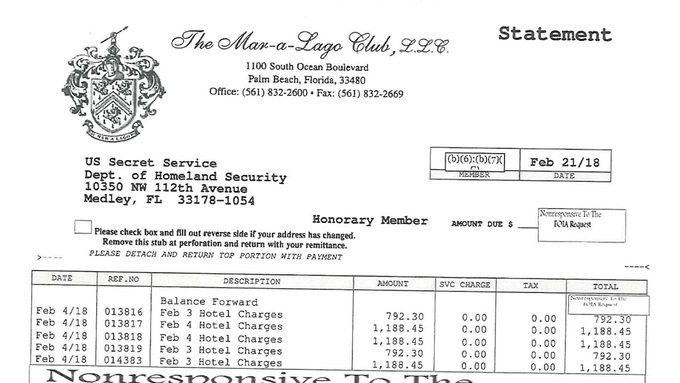 The Mar-a-Lago Club, L.L.C.
Statement
1100 South Ocean Boulevard
Palm Beach, Florida, 33480
Office: (561) 832-2600 • Fax: (561) 832-2669
MAR A LAGO
US Secret Service
Dept. of Homeland Security
10350 NW 112th Avenue
Medley, FL 33178-1054
(b)(6);(b)(7)(
C)
Feb 21/18
MEMBER
DATE
Honorary Member
AMOUNT DUE $
Nonresponsive To The
FOIA Request
Please check box and fill out reverse side if your address has changed.
Remove this stub at perforation and return with your remittance.
PLEASE DETACH AND RETURN TOP PORTION WITH PAYMENT
DATE REF.NO DESCRIPTION AMOUNT SVC CHARGE TAX TOTAL
Balance Forward Nonresponsive To The
FOIA Request
Feb 4/18 013816 Feb 3 Hotel Charges 792.30 0.00 0.00 792.30
Feb 4/18 013817 Feb 4 Hotel Charges 1,188.45 0.00 0.00 1,188.45
Feb 4/18 013818 Feb 4 Hotel Charges 1,188.45 0.00 0.00 1,188.45
Feb 4/18 013819 Feb 3 Hotel Charges 792.30 0.00 0.00 792.30
Feb 4/18 014383 Feb 3 Hotel Charges 1,188.45 0.00 0.00 1,188.45
Nonresponsive To The